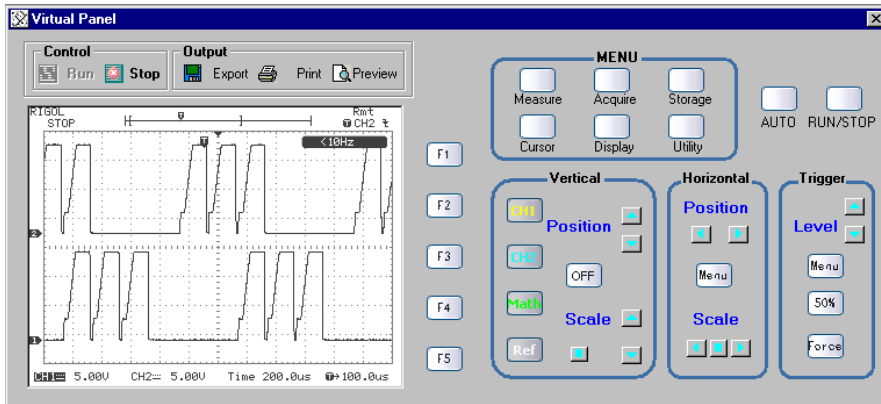 Virtual Panel
Control
Run Stop
Output
Export Print Preview
RIGOL
STOP
Rmt
CH2
<10Hz
T
T
2
1
CH1 5.00V CH2 5.00V Time 200.0us T→100.0us
F1
F2
F3
F4
F5
MENU
Measure Acquire Storage
Cursor Display Utility
AUTO RUN/STOP
Vertical
CH1
CH2
Math
Ref
Position
OFF
Scale
Horizontal
Position
Menu
Scale
Trigger
Level
Menu
50%
Force